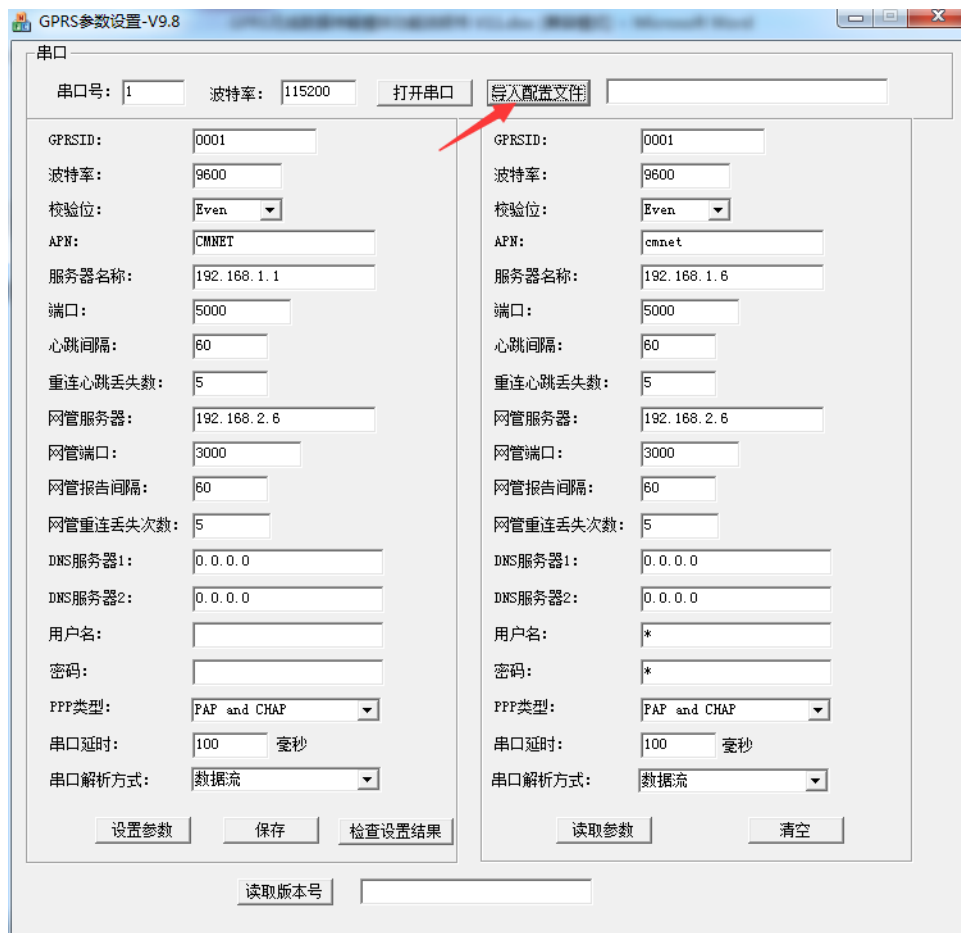 GPRS参数设置-V9.8
串口
串口号: 1 波特率: 115200 打开串口 导入配置文件
GPRSID: 0001 GPRSID: 0001
波特率: 9600 波特率: 9600
校验位: Even 校验位: Even
APN: CMNET APN: cmnet
服务器名称: 192.168.1.1 服务器名称: 192.168.1.6
端口: 5000 端口: 5000
心跳间隔: 60 心跳间隔: 60
重连心跳丢失数: 5 重连心跳丢失数: 5
网管服务器: 192.168.2.6 网管服务器: 192.168.2.6
网管端口: 3000 网管端口: 3000
网管报告间隔: 60 网管报告间隔: 60
网管重连丢失次数: 5 网管重连丢失次数: 5
DNS服务器1: 0.0.0.0 DNS服务器1: 0.0.0.0
DNS服务器2: 0.0.0.0 DNS服务器2: 0.0.0.0
用户名: 用户名: *
密码: 密码: *
PPP类型: PAP and CHAP PPP类型: PAP and CHAP
串口延时: 100 毫秒 串口延时: 100 毫秒
串口解析方式: 数据流 串口解析方式: 数据流
设置参数 保存 检查设置结果 读取参数 清空
读取版本号